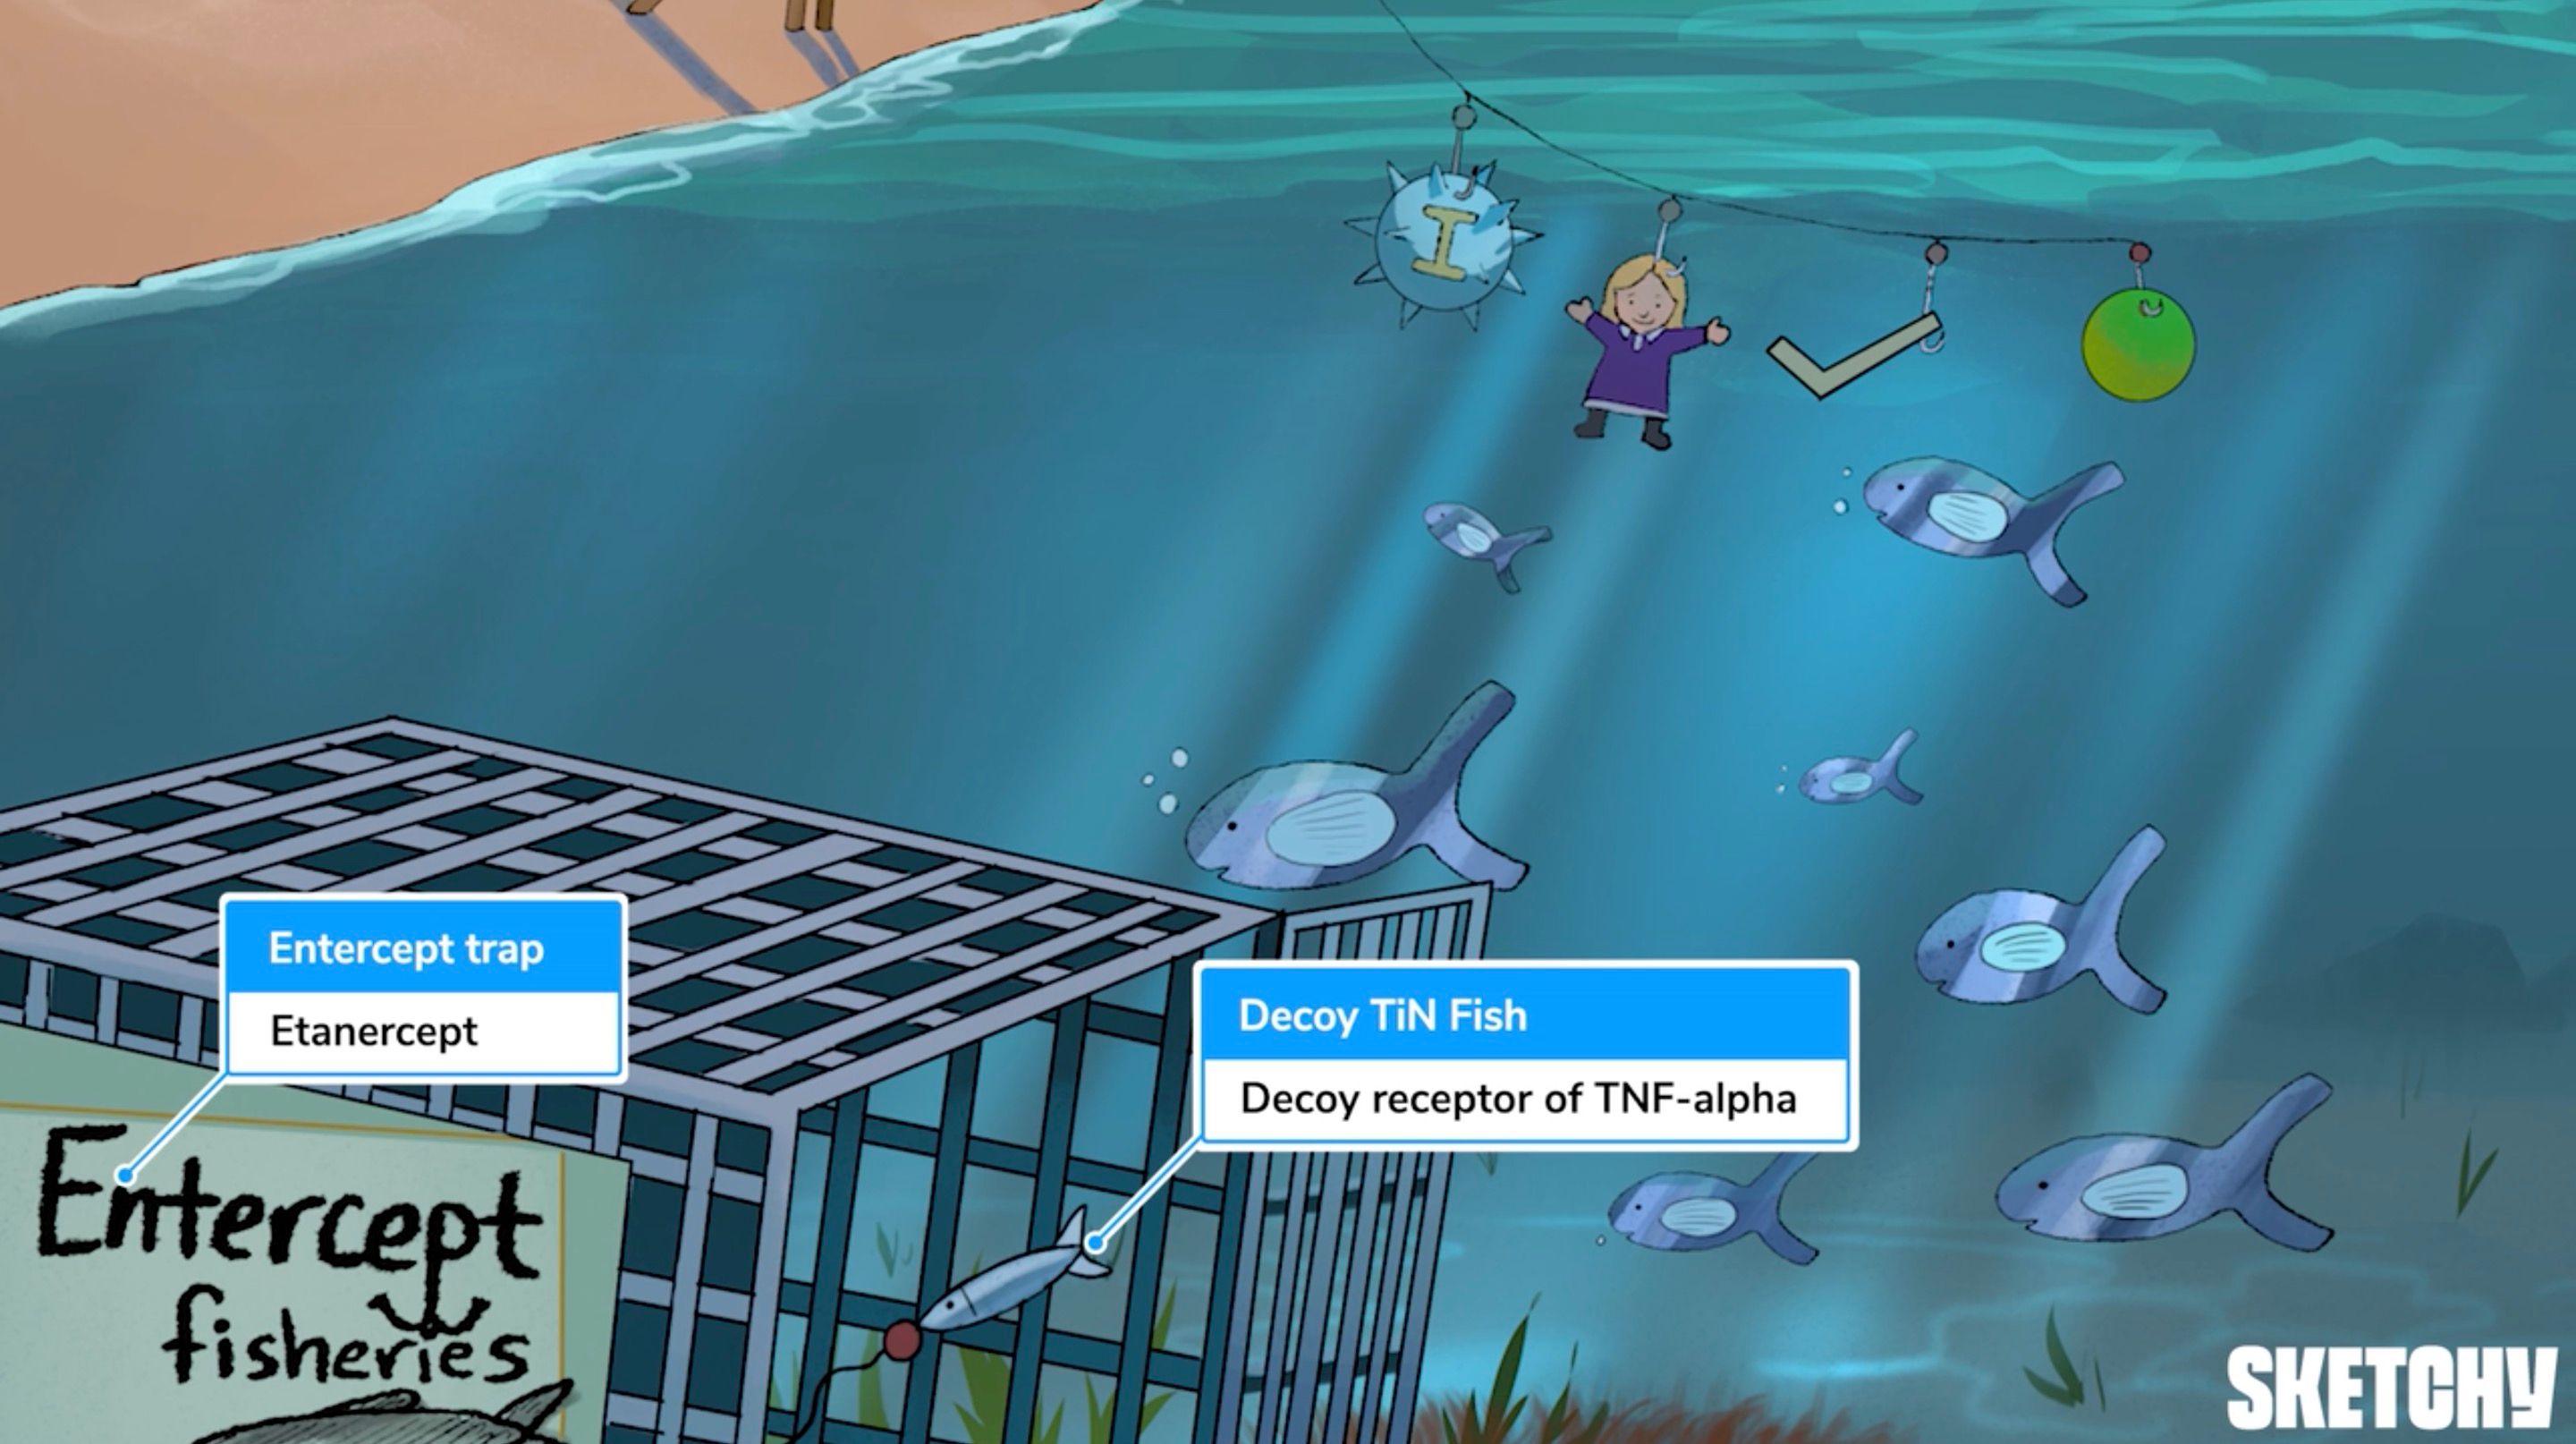 I
Entercept trap
Etanercept
Decoy TiN Fish
Decoy receptor of TNF-alpha
Entercept
fisheries
SKETCHY